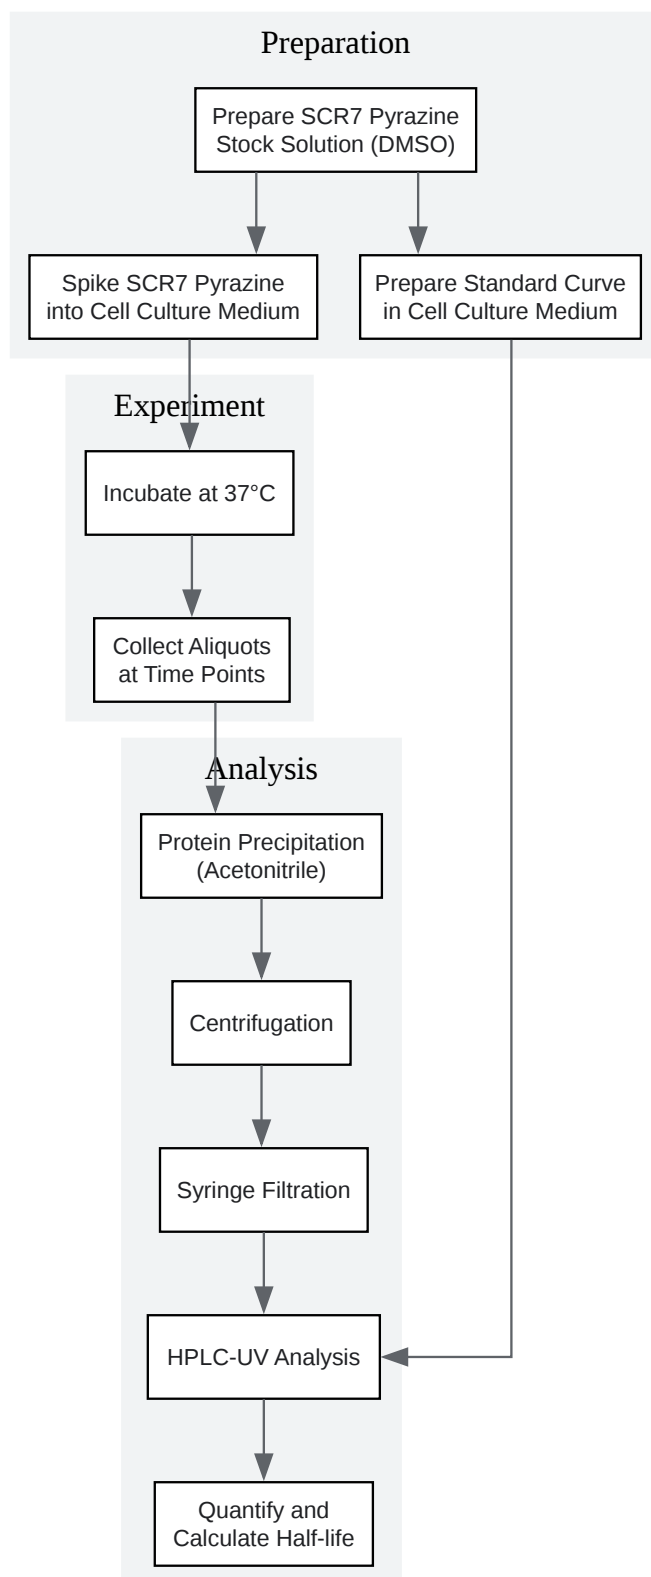 Preparation
Prepare SCR7 Pyrazine
Stock Solution (DMSO)
Spike SCR7 Pyrazine
into Cell Culture Medium
Prepare Standard Curve
in Cell Culture Medium
Experiment
Incubate at 37°C
Collect Aliquots
at Time Points
Analysis
Protein Precipitation
(Acetonitrile)
Centrifugation
Syringe Filtration
HPLC-UV Analysis
Quantify and
Calculate Half-life